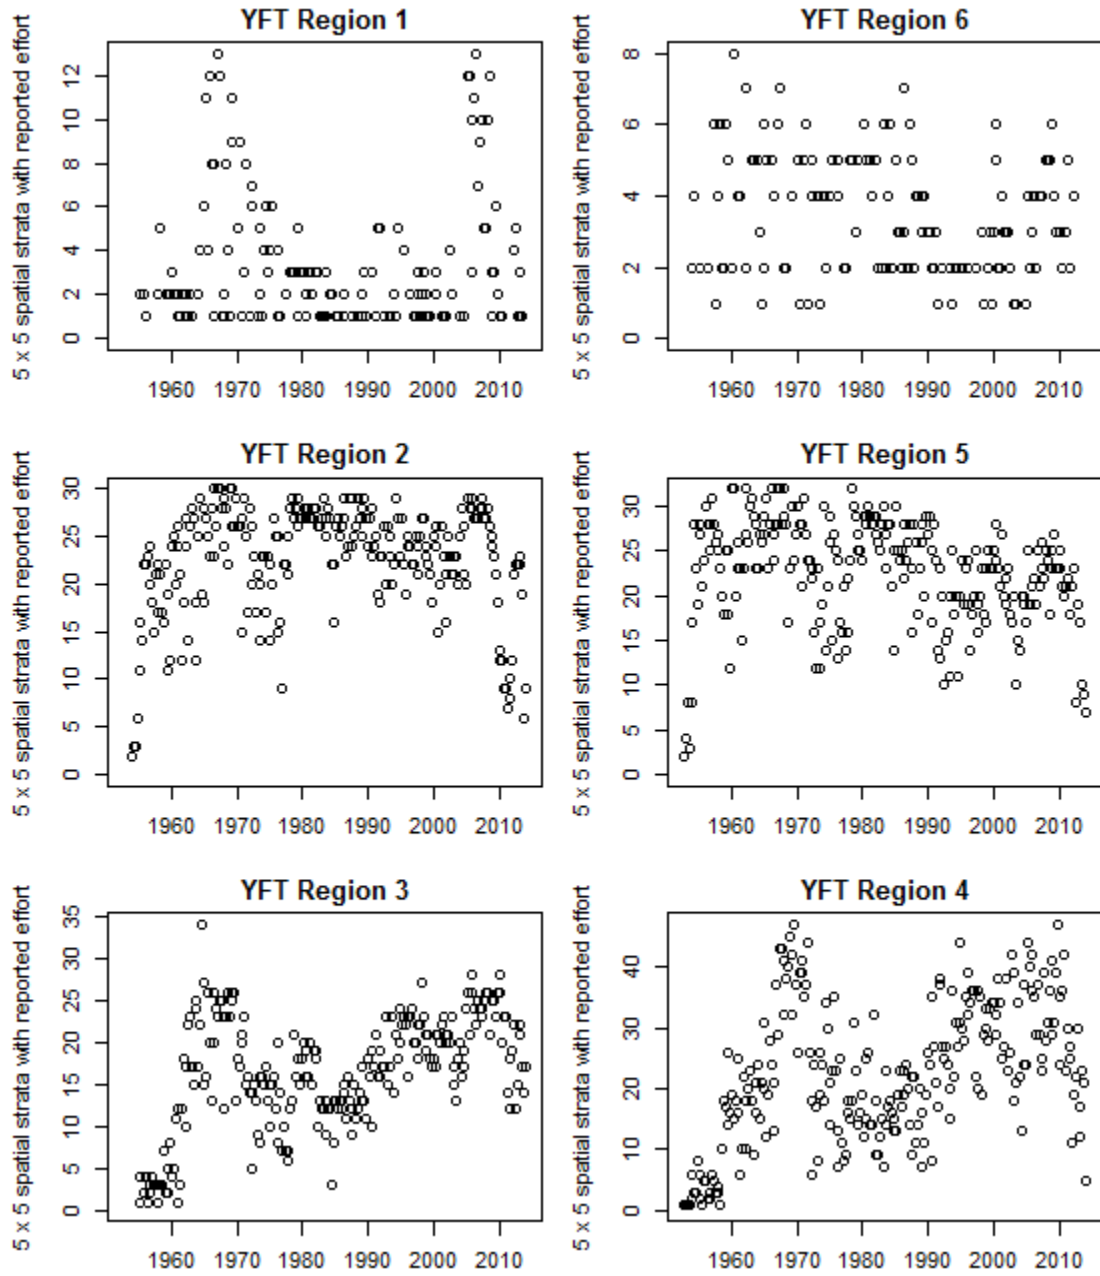 YFT Region 1
5 x 5 spatial strata with reported effort
12
10
8
6
4
2
0
1960 1970 1980 1990 2000 2010
YFT Region 6
5 x 5 spatial strata with reported effort
8
6
4
2
0
1960 1970 1980 1990 2000 2010
YFT Region 2
5 x 5 spatial strata with reported effort
30
25
20
15
10
5
0
1960 1970 1980 1990 2000 2010
YFT Region 5
5 x 5 spatial strata with reported effort
30
25
20
15
10
5
0
1960 1970 1980 1990 2000 2010
YFT Region 3
5 x 5 spatial strata with reported effort
35
30
25
20
15
10
5
0
1960 1970 1980 1990 2000 2010
YFT Region 4
5 x 5 spatial strata with reported effort
40
30
20
10
0
1960 1970 1980 1990 2000 2010